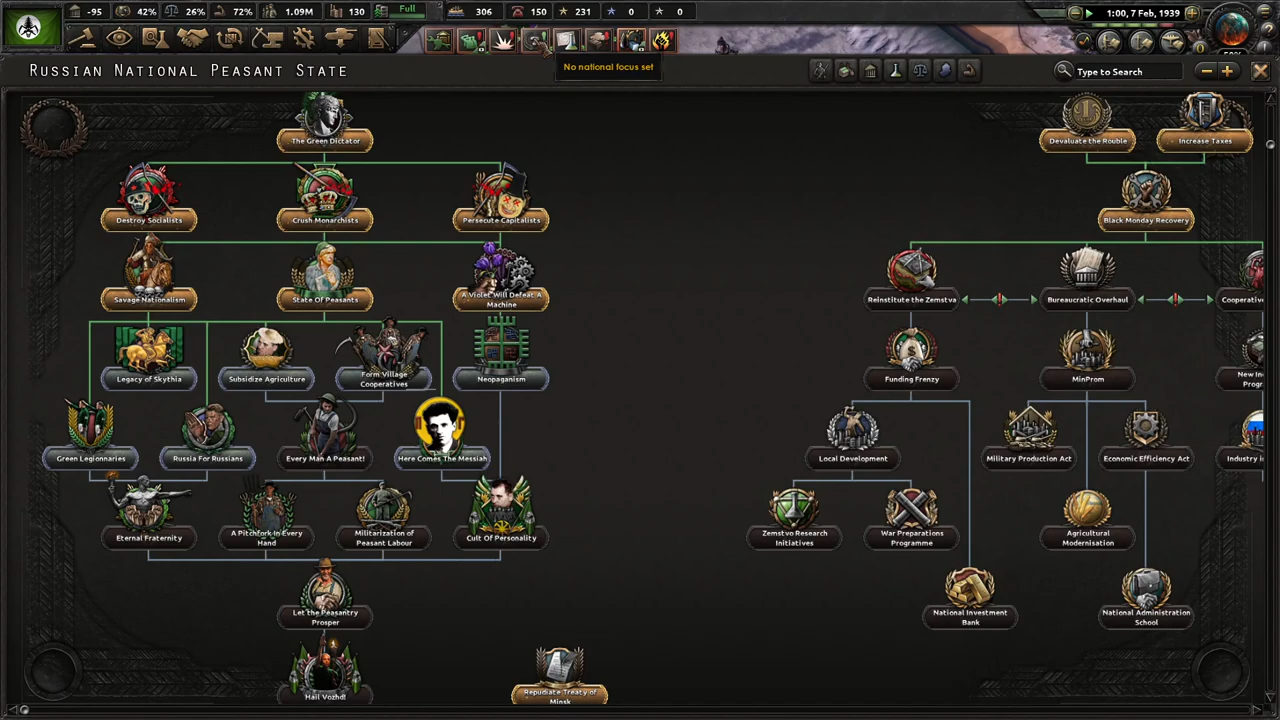 -95 42% 26% 72% 1.09M 130 Full 306 150 231 0 0 1:00, 7 Feb, 1939
No national focus set
Russian National Peasant State
Type to Search
The Green Dictator
Devaluate the Rouble
Increase Taxes
Destroy Socialists
Crush Monarchists
Persecute Capitalists
Black Monday Recovery
Savage Nationalism
State Of Peasants
A Violet Will Defeat A
Machine
Reinstitute the Zemstva
Bureaucratic Overhaul
Cooperative
Legacy of Skythia
Subsidize Agriculture
Form Village
Cooperatives
Neopaganism
Funding Frenzy
MinProm
New In
Progr
Green Legionnaries
Russia For Russians
Every Man A Peasant!
Here Comes The Messiah
Local Development
Military Production Act
Economic Efficiency Act
Industry
Eternal Fraternity
A Pitchfork In Every
Hand
Militarization of
Peasant Labour
Cult Of Personality
Zemstvo Research
Initiatives
War Preparations
Programme
Agricultural
Modernisation
Let the Peasantry
Prosper
National Investment
Bank
National Administration
School
Hail Vozhd!
Repudiate Treaty of
Minsk